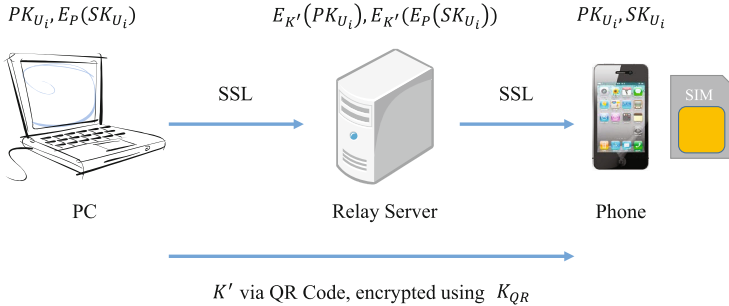 PK_{U_i}, E_P(SK_{U_i})
E_{K'}(PK_{U_i}), E_{K'}(E_P(SK_{U_i}))
PK_{U_i}, SK_{U_i}
SSL
SSL
SIM
PC
Relay Server
Phone
K' via QR Code, encrypted using K_{QR}